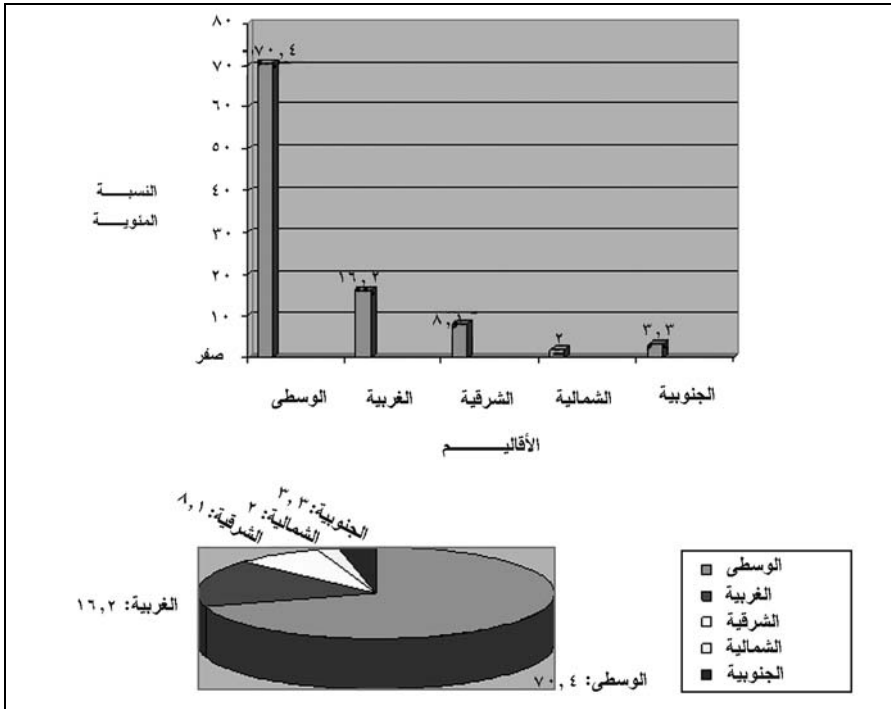 ٨٠
٧٠,٤
٧٠
٦٠
٥٠
٤٠
٣٠
٢٠
١٠
صفر
النسبـــــة
المئويـــة
١٦,٢
٨,١
٢
٣,٣
الوسطى الغربية الشرقية الشمالية الجنوبية
الأقاليـــــــم
الجنوبية: ٣,٣
الشمالية: ٢
الشرقية: ٨,١
الغربية: ١٦,٢
الوسطى: ٧٠,٤
الوسطى
الغربية
الشرقية
الشمالية
الجنوبية